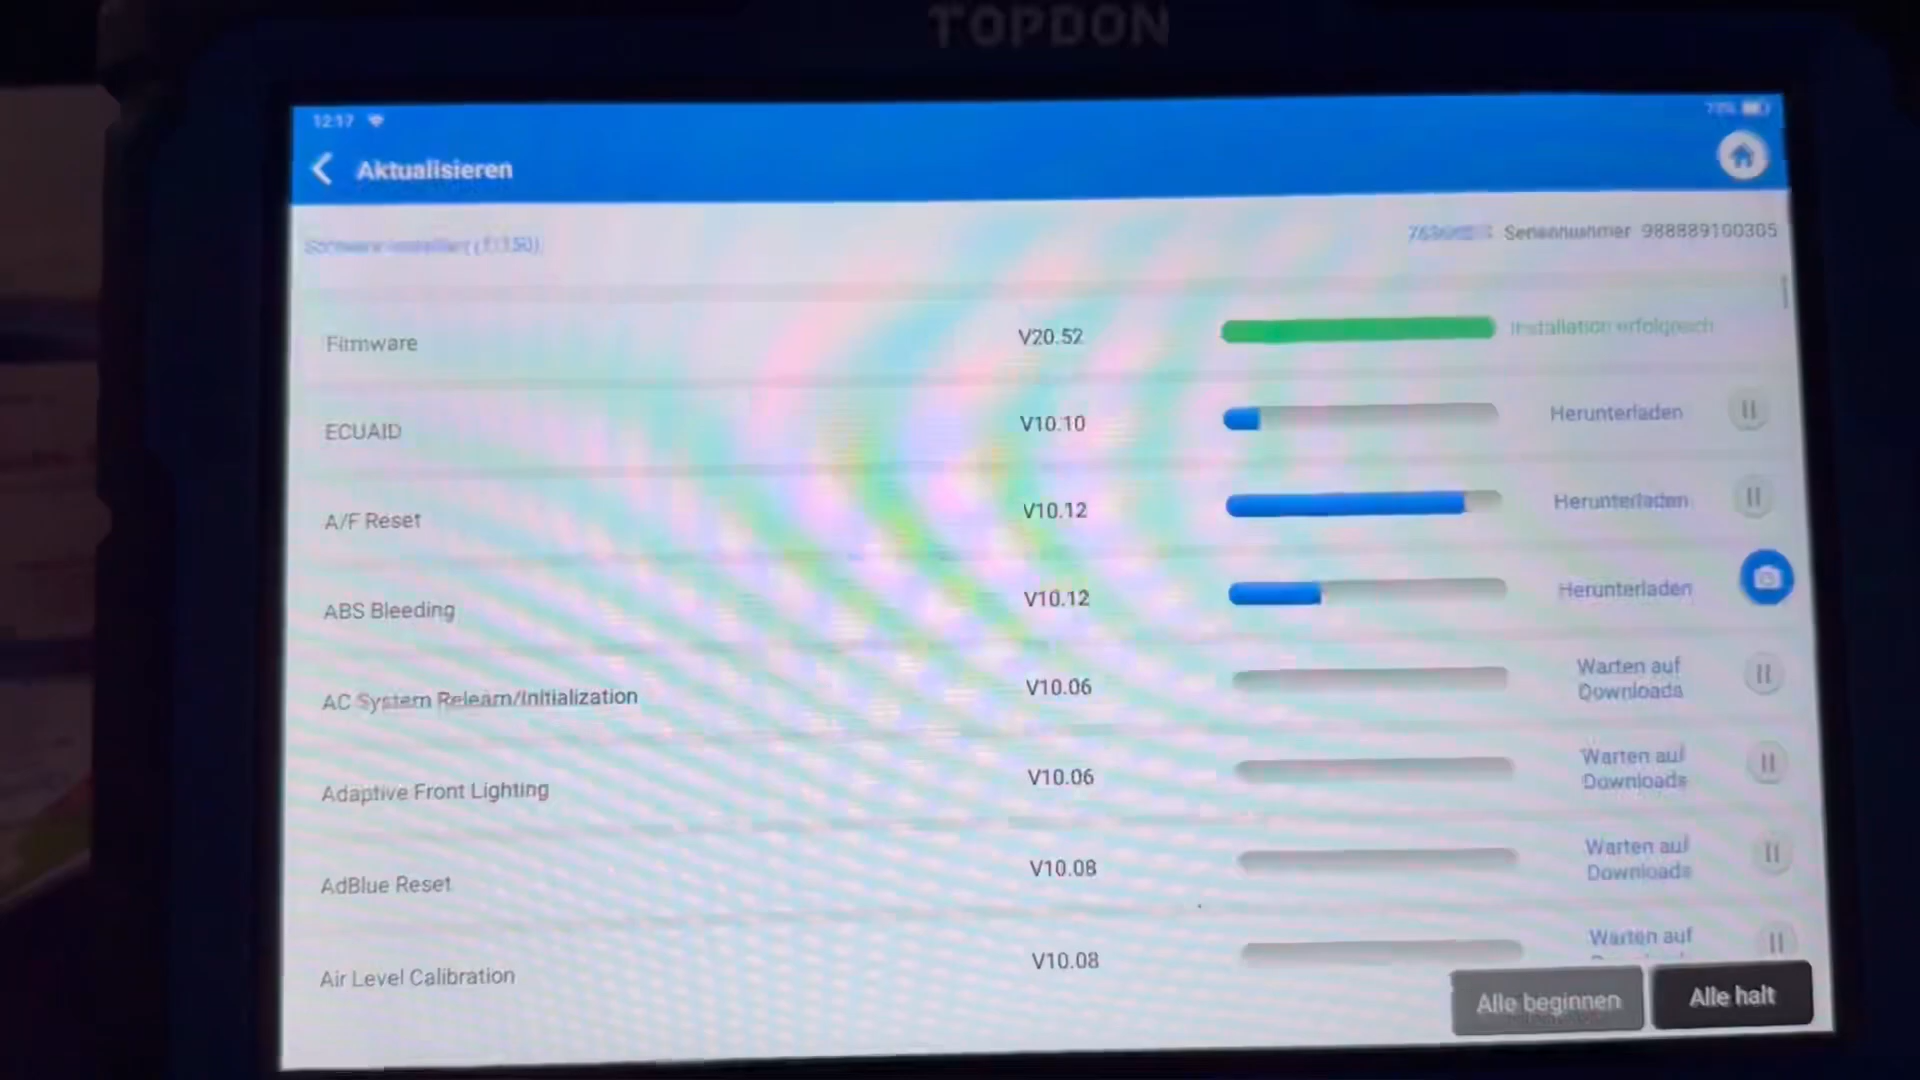 TOPDON
12:17
Aktualisieren
Seriennummer 988889100305
Firmware V20.52 Installation erfolgreich
ECUAID V10.10 Herunterladen
A/F Reset V10.12 Herunterladen
ABS Bleeding V10.12 Herunterladen
AC System Relearn/Initialization V10.06 Warten auf
Downloads
Adaptive Front Lighting V10.06 Warten auf
Downloads
AdBlue Reset V10.08 Warten auf
Downloads
Air Level Calibration V10.08 Warten auf
Alle beginnen Alle halt